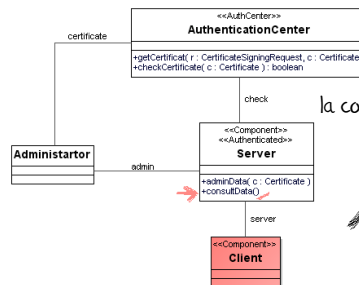 <<AuthCenter>>
AuthenticationCenter
certificate
+getCertificat( r : CertificateSigningRequest, c : Certificate
+checkCertificate( c : Certificate ) : boolean
check
la co
<<Component>>
<<Authenticated>>
Server
Administartor
admin
+adminData( c : Certificate )
+consultData()
server
<<Component>>
Client